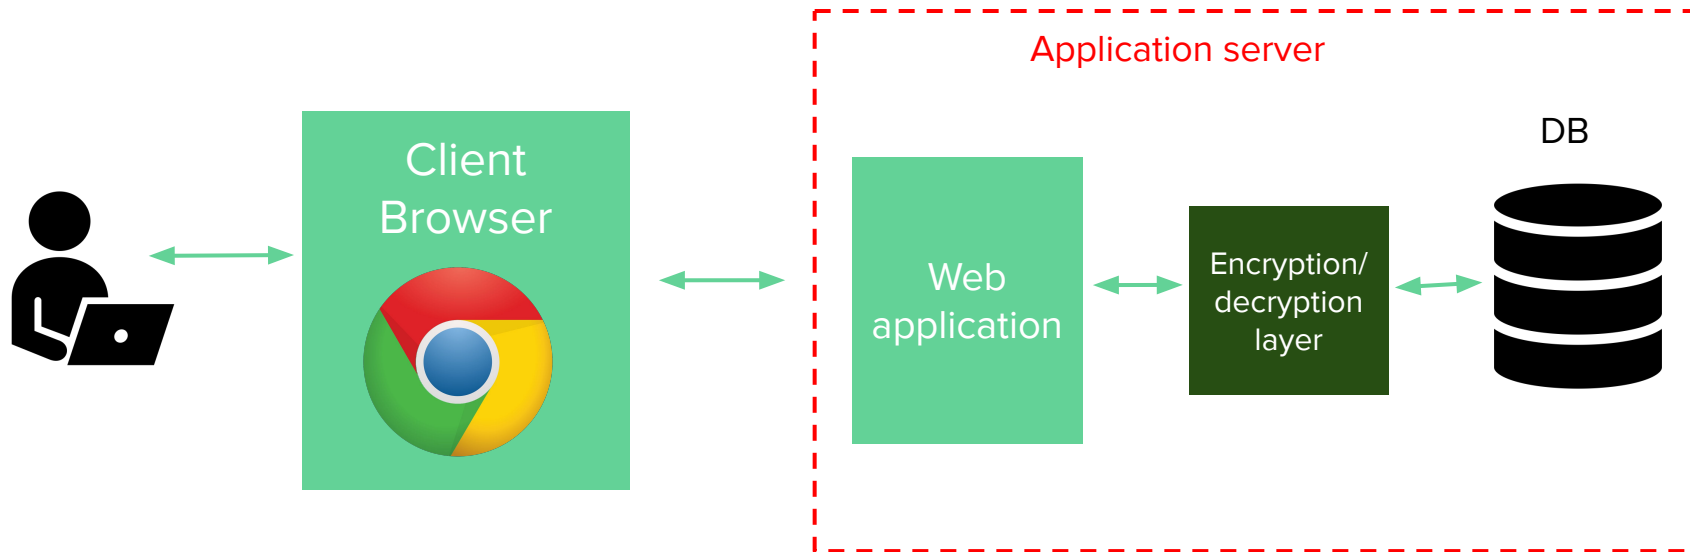 Application server
DB
Client
Browser
Web
application
Encryption/
decryption
layer